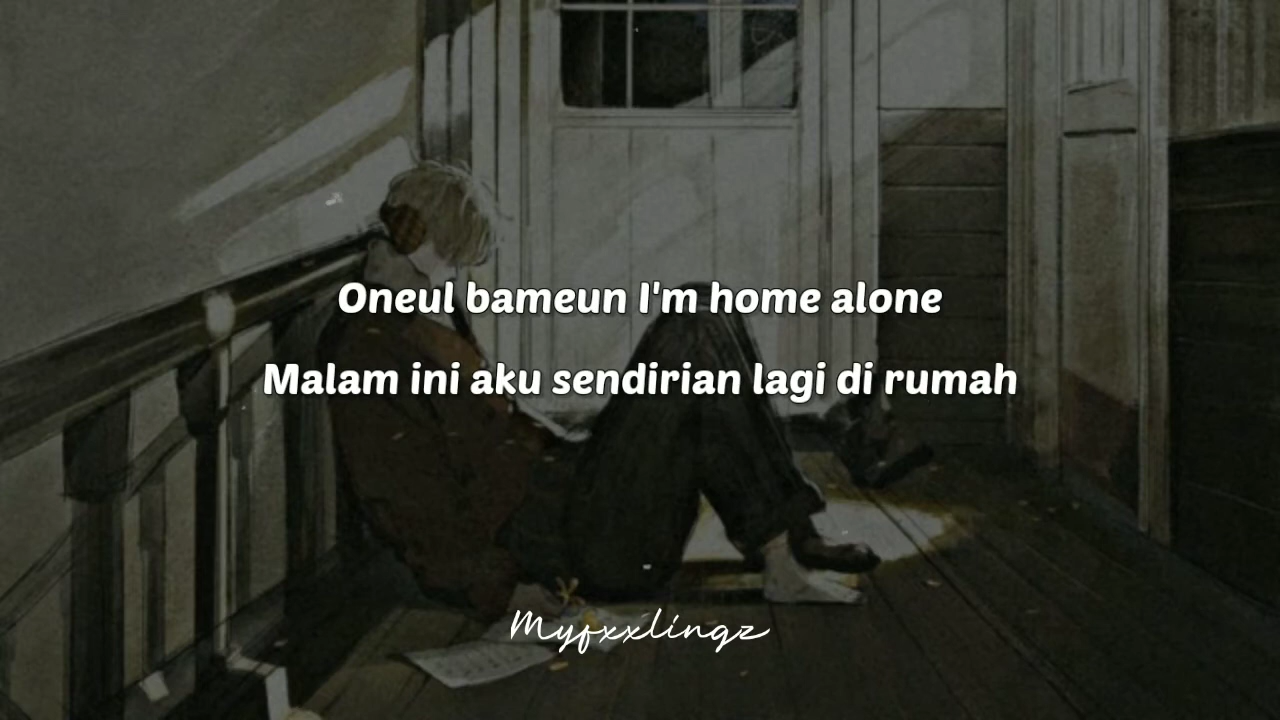 Oneul bameun I'm home alone
Malam ini aku sendirian lagi di rumah
Myfxxlingz